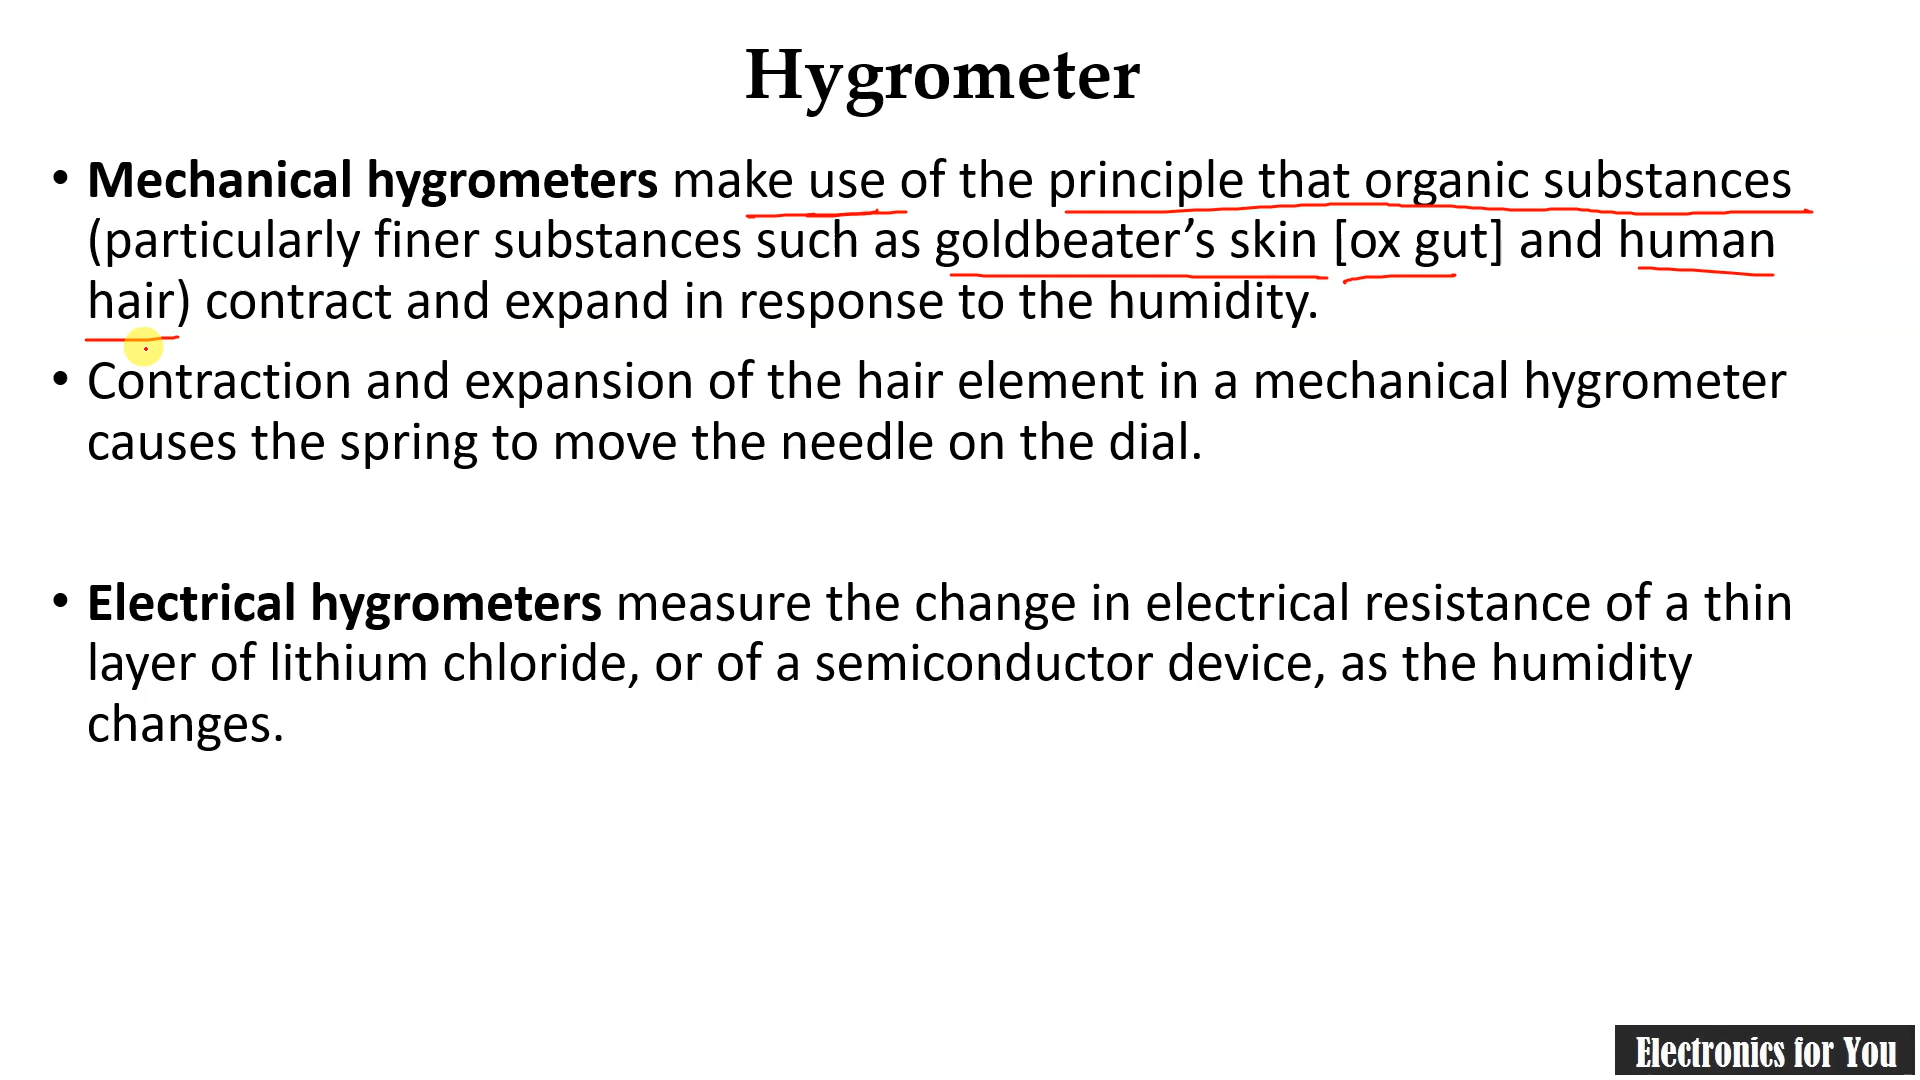 Hygrometer
• Mechanical hygrometers make use of the principle that organic substances
(particularly finer substances such as goldbeater’s skin [ox gut] and human
hair) contract and expand in response to the humidity.
• Contraction and expansion of the hair element in a mechanical hygrometer
causes the spring to move the needle on the dial.
• Electrical hygrometers measure the change in electrical resistance of a thin
layer of lithium chloride, or of a semiconductor device, as the humidity
changes.
Electronics for You